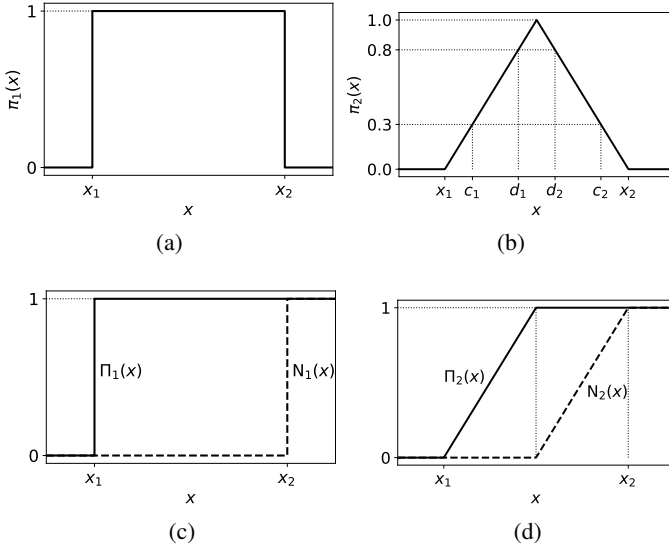 1
π₁(x)
0
x₁
x₂
x
(a)
1.0
0.8
π₂(x)
0.3
0.0
x₁
c₁
d₁
d₂
c₂
x₂
x
(b)
1
Π₁(x)
N₁(x)
0
x₁
x₂
x
(c)
1
Π₂(x)
N₂(x)
0
x₁
x₂
x
(d)